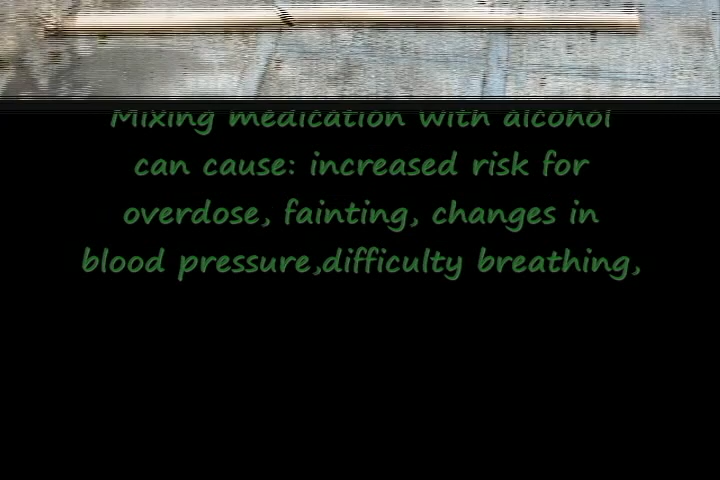 Mixing medication with alcohol
can cause: increased risk for
overdose, fainting, changes in
blood pressure,difficulty breathing,